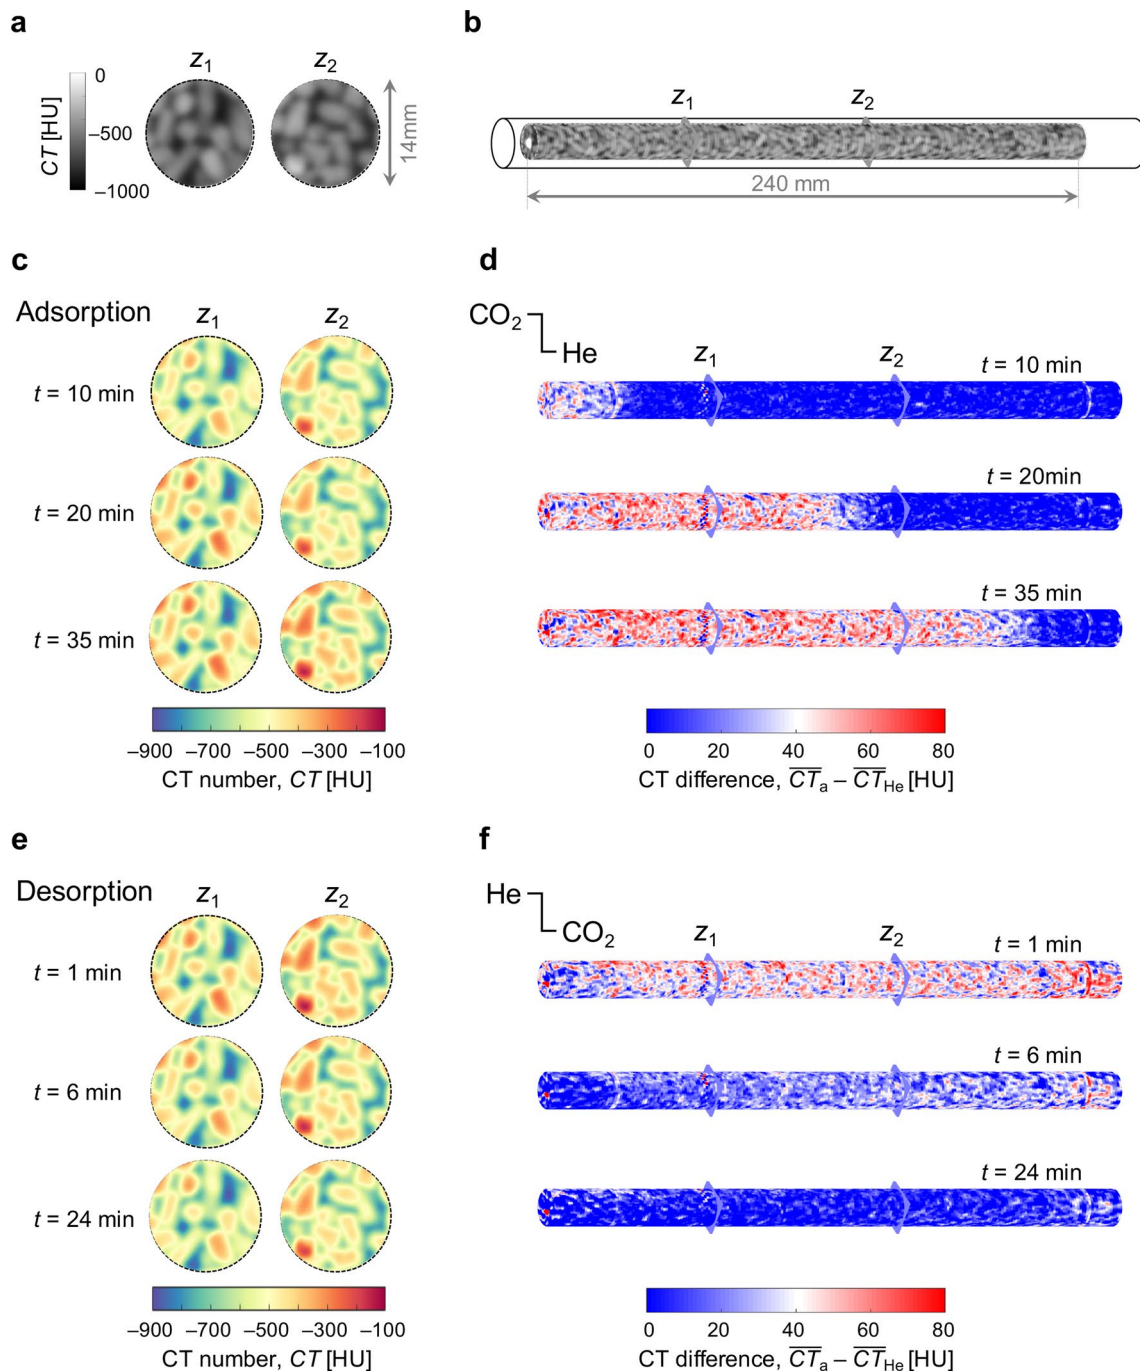 a
z1
z2
0
−500
−1000
CT [HU]
14mm
b
z1
z2
240 mm
c
Adsorption
z1
z2
t = 10 min
t = 20 min
t = 35 min
−900
−700
−500
−300
−100
CT number, CT [HU]
d
CO2
He
z1
z2
t = 10 min
t = 20min
t = 35 min
0
20
40
60
80
CT difference, CTa – CTHe [HU]
e
Desorption
z1
z2
t = 1 min
t = 6 min
t = 24 min
−900
−700
−500
−300
−100
CT number, CT [HU]
f
He
CO2
z1
z2
t = 1 min
t = 6 min
t = 24 min
0
20
40
60
80
CT difference, CTa – CTHe [HU]